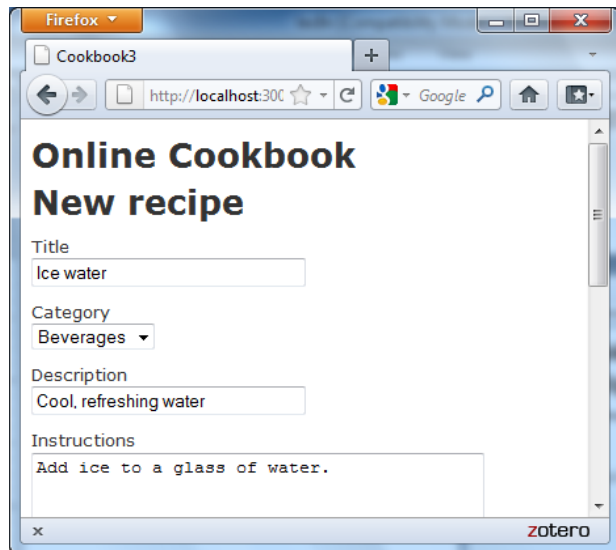 Firefox
Cookbook3
http://localhost:300
Google
Online Cookbook
New recipe
Title
Ice water
Category
Beverages
Description
Cool, refreshing water
Instructions
Add ice to a glass of water.
x zotero